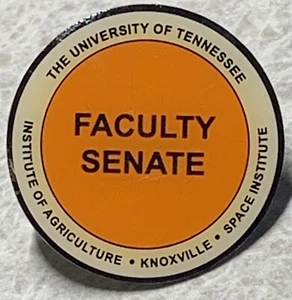 THE UNIVERSITY OF TENNESSEE
FACULTY
SENATE
INSTITUTE OF AGRICULTURE • KNOXVILLE • SPACE INSTITUTE